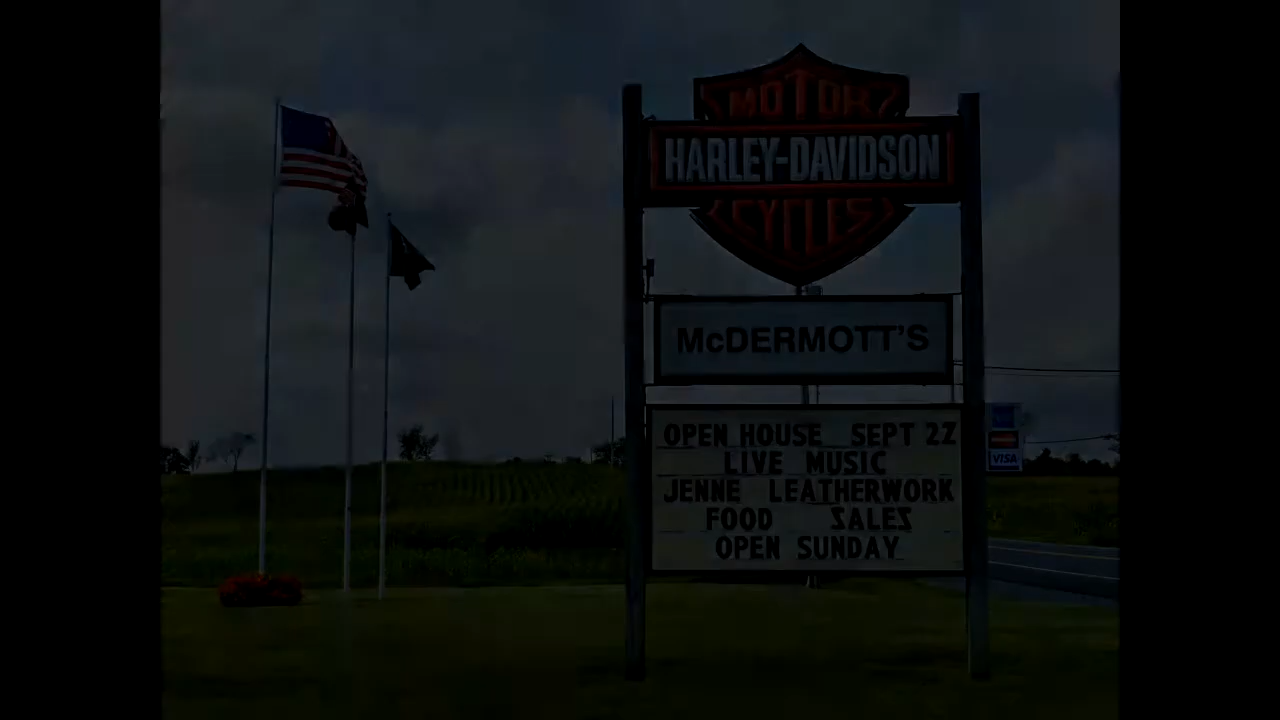 MOTOR
HARLEY-DAVIDSON
CYCLES
McDERMOTT'S
OPEN HOUSE SEPT 22
LIVE MUSIC
JENNE LEATHERWORK
FOOD SALES
OPEN SUNDAY
VISA